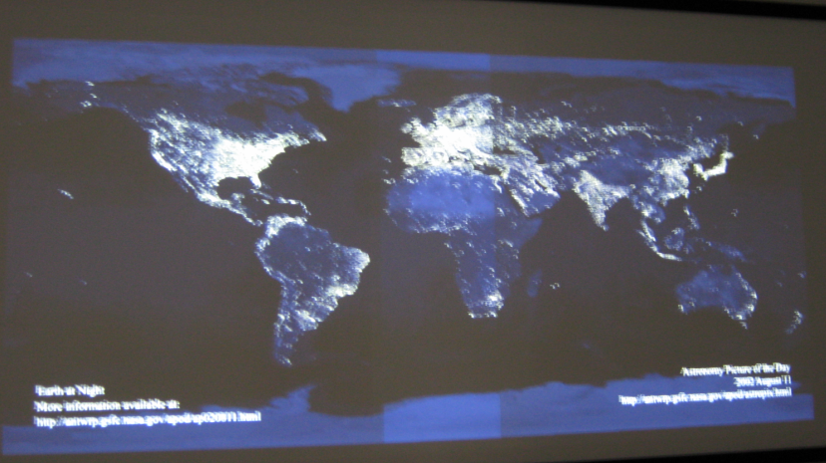 Earth at Night
More information available at:
http://antwrp.gsfc.nasa.gov/apod/ap020811.html
Astronomy Picture of the Day
2002 August 11
http://antwrp.gsfc.nasa.gov/apod/astropix.html